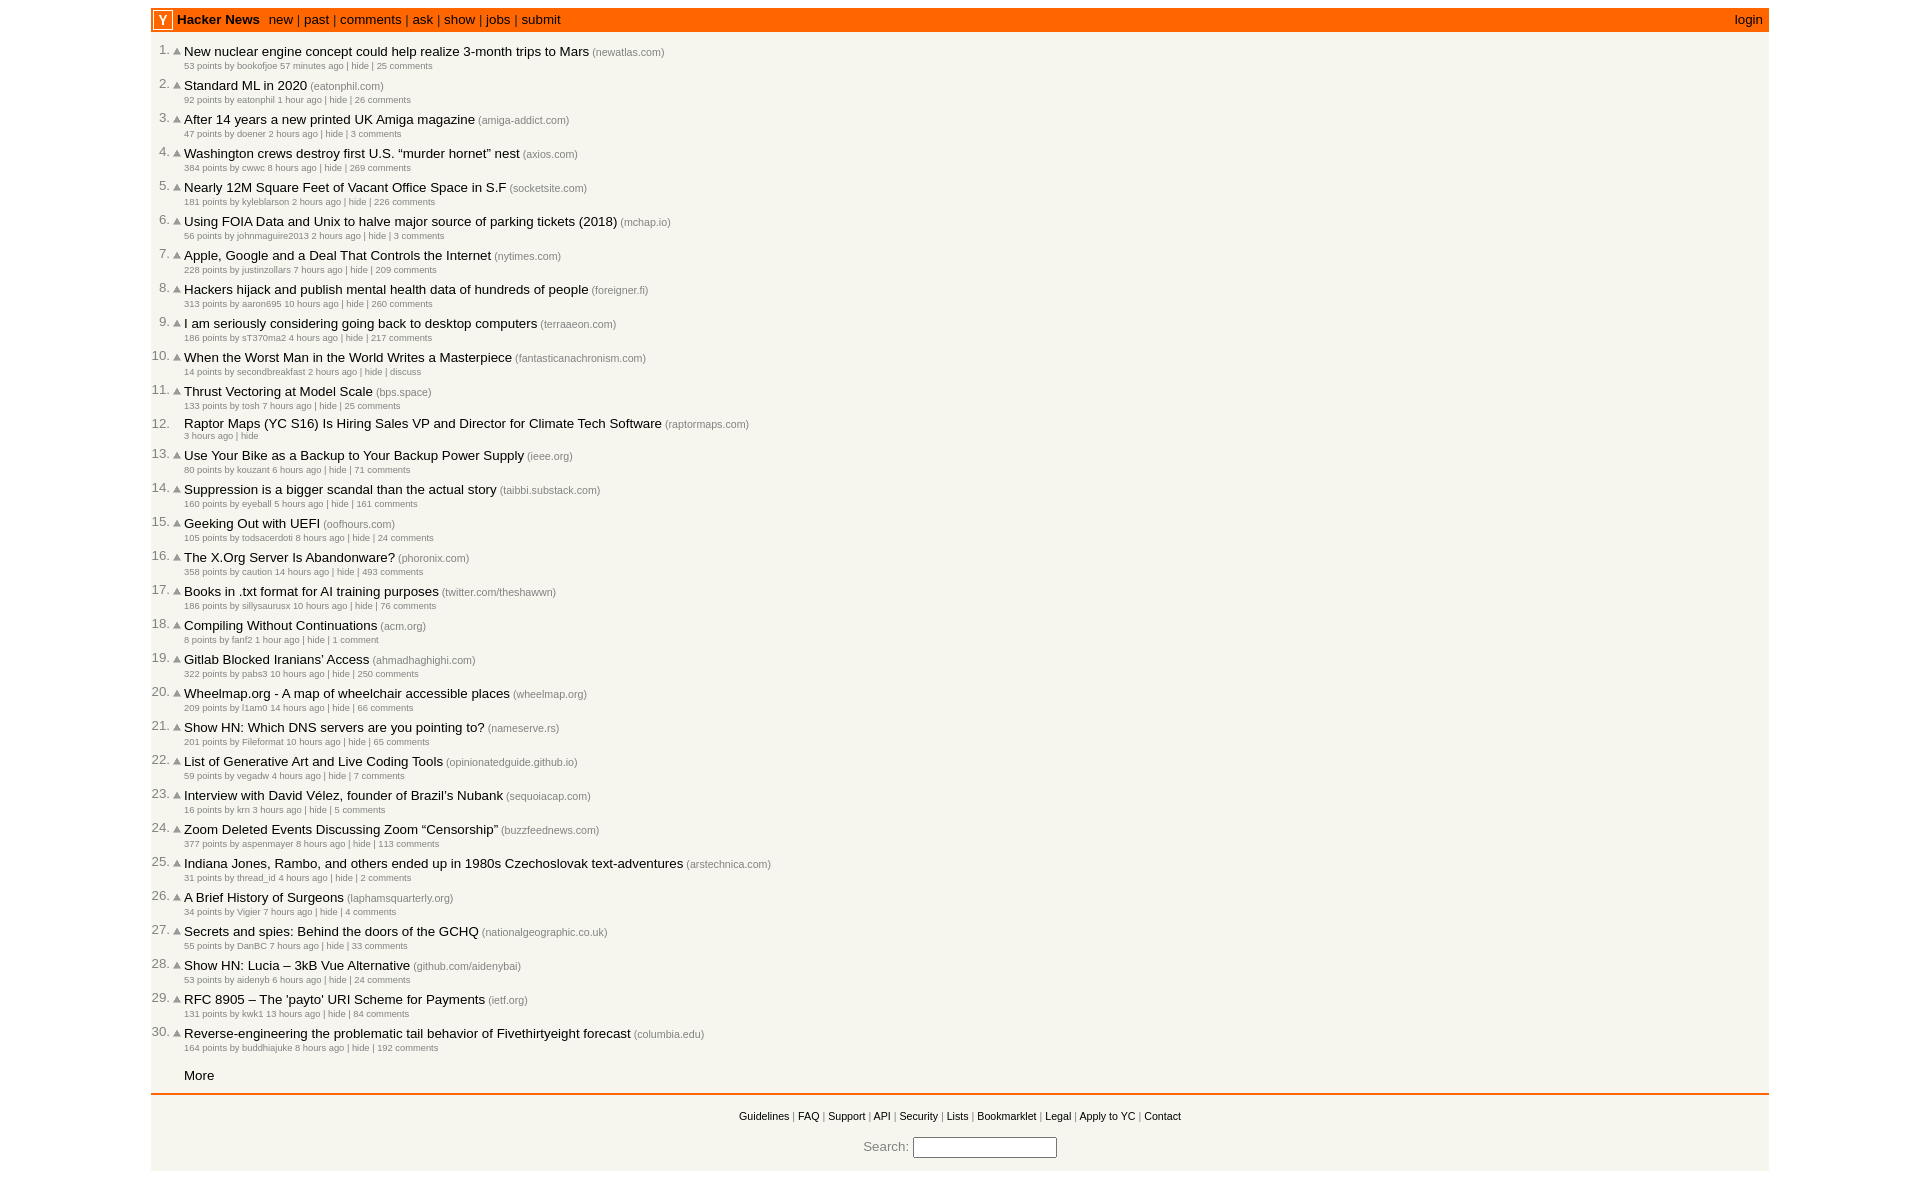 Y Hacker News new | past | comments | ask | show | jobs | submit login
1. New nuclear engine concept could help realize 3-month trips to Mars (newatlas.com)
53 points by bookofjoe 57 minutes ago | hide | 25 comments
2. Standard ML in 2020 (eatonphil.com)
92 points by eatonphil 1 hour ago | hide | 26 comments
3. After 14 years a new printed UK Amiga magazine (amiga-addict.com)
47 points by doener 2 hours ago | hide | 3 comments
4. Washington crews destroy first U.S. “murder hornet” nest (axios.com)
384 points by cwwc 8 hours ago | hide | 269 comments
5. Nearly 12M Square Feet of Vacant Office Space in S.F (socketsite.com)
181 points by kyleblarson 2 hours ago | hide | 226 comments
6. Using FOIA Data and Unix to halve major source of parking tickets (2018) (mchap.io)
56 points by johnmaguire2013 2 hours ago | hide | 3 comments
7. Apple, Google and a Deal That Controls the Internet (nytimes.com)
228 points by justinzollars 7 hours ago | hide | 209 comments
8. Hackers hijack and publish mental health data of hundreds of people (foreigner.fi)
313 points by aaron695 10 hours ago | hide | 260 comments
9. I am seriously considering going back to desktop computers (terraaeon.com)
186 points by sT370ma2 4 hours ago | hide | 217 comments
10. When the Worst Man in the World Writes a Masterpiece (fantasticanachronism.com)
14 points by secondbreakfast 2 hours ago | hide | discuss
11. Thrust Vectoring at Model Scale (bps.space)
133 points by tosh 7 hours ago | hide | 25 comments
12. Raptor Maps (YC S16) Is Hiring Sales VP and Director for Climate Tech Software (raptormaps.com)
3 hours ago | hide
13. Use Your Bike as a Backup to Your Backup Power Supply (ieee.org)
80 points by kouzant 6 hours ago | hide | 71 comments
14. Suppression is a bigger scandal than the actual story (taibbi.substack.com)
160 points by eyeball 5 hours ago | hide | 161 comments
15. Geeking Out with UEFI (oofhours.com)
105 points by todsacerdoti 8 hours ago | hide | 24 comments
16. The X.Org Server Is Abandonware? (phoronix.com)
358 points by caution 14 hours ago | hide | 493 comments
17. Books in .txt format for AI training purposes (twitter.com/theshawwn)
186 points by sillysaurusx 10 hours ago | hide | 76 comments
18. Compiling Without Continuations (acm.org)
8 points by fanf2 1 hour ago | hide | 1 comment
19. Gitlab Blocked Iranians’ Access (ahmadhaghighi.com)
322 points by pabs3 10 hours ago | hide | 250 comments
20. Wheelmap.org - A map of wheelchair accessible places (wheelmap.org)
209 points by l1am0 14 hours ago | hide | 66 comments
21. Show HN: Which DNS servers are you pointing to? (nameserve.rs)
201 points by Fileformat 10 hours ago | hide | 65 comments
22. List of Generative Art and Live Coding Tools (opinionatedguide.github.io)
59 points by vegadw 4 hours ago | hide | 7 comments
23. Interview with David Vélez, founder of Brazil’s Nubank (sequoiacap.com)
16 points by krn 3 hours ago | hide | 5 comments
24. Zoom Deleted Events Discussing Zoom “Censorship” (buzzfeednews.com)
377 points by aspenmayer 8 hours ago | hide | 113 comments
25. Indiana Jones, Rambo, and others ended up in 1980s Czechoslovak text-adventures (arstechnica.com)
31 points by thread_id 4 hours ago | hide | 2 comments
26. A Brief History of Surgeons (laphamsquarterly.org)
34 points by Vigier 7 hours ago | hide | 4 comments
27. Secrets and spies: Behind the doors of the GCHQ (nationalgeographic.co.uk)
55 points by DanBC 7 hours ago | hide | 33 comments
28. Show HN: Lucia – 3kB Vue Alternative (github.com/aidenybai)
53 points by aidenyb 6 hours ago | hide | 24 comments
29. RFC 8905 – The 'payto' URI Scheme for Payments (ietf.org)
131 points by kwk1 13 hours ago | hide | 84 comments
30. Reverse-engineering the problematic tail behavior of Fivethirtyeight forecast (columbia.edu)
164 points by buddhiajuke 8 hours ago | hide | 192 comments
More
Guidelines | FAQ | Support | API | Security | Lists | Bookmarklet | Legal | Apply to YC | Contact
Search: